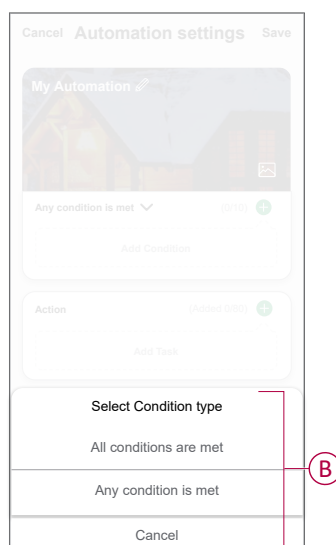 Cancel Automation settings Save
My Automation
Any condition is met (0/10)
Add Condition
Action (Added 0/50)
Add Task
Select Condition type
All conditions are met
Any condition is met
Cancel
B